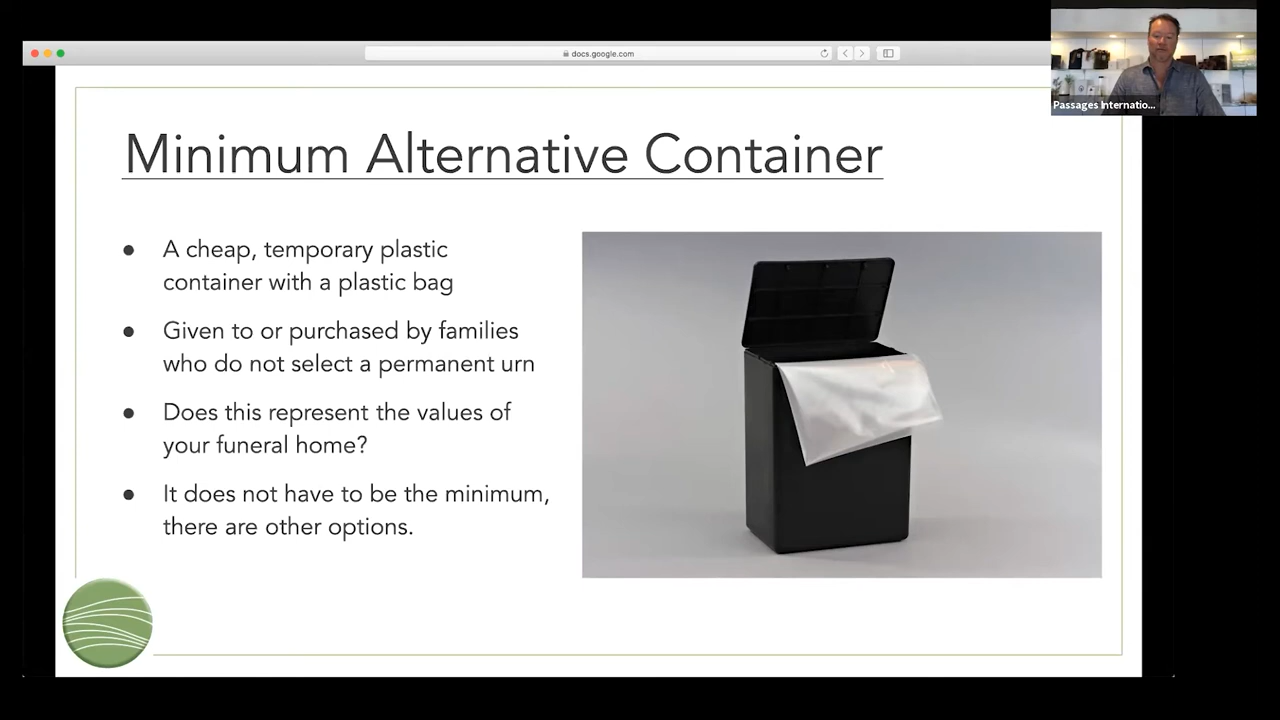 docs.google.com
Passages Internatio...
Minimum Alternative Container
● A cheap, temporary plastic
container with a plastic bag
● Given to or purchased by families
who do not select a permanent urn
● Does this represent the values of
your funeral home?
● It does not have to be the minimum,
there are other options.